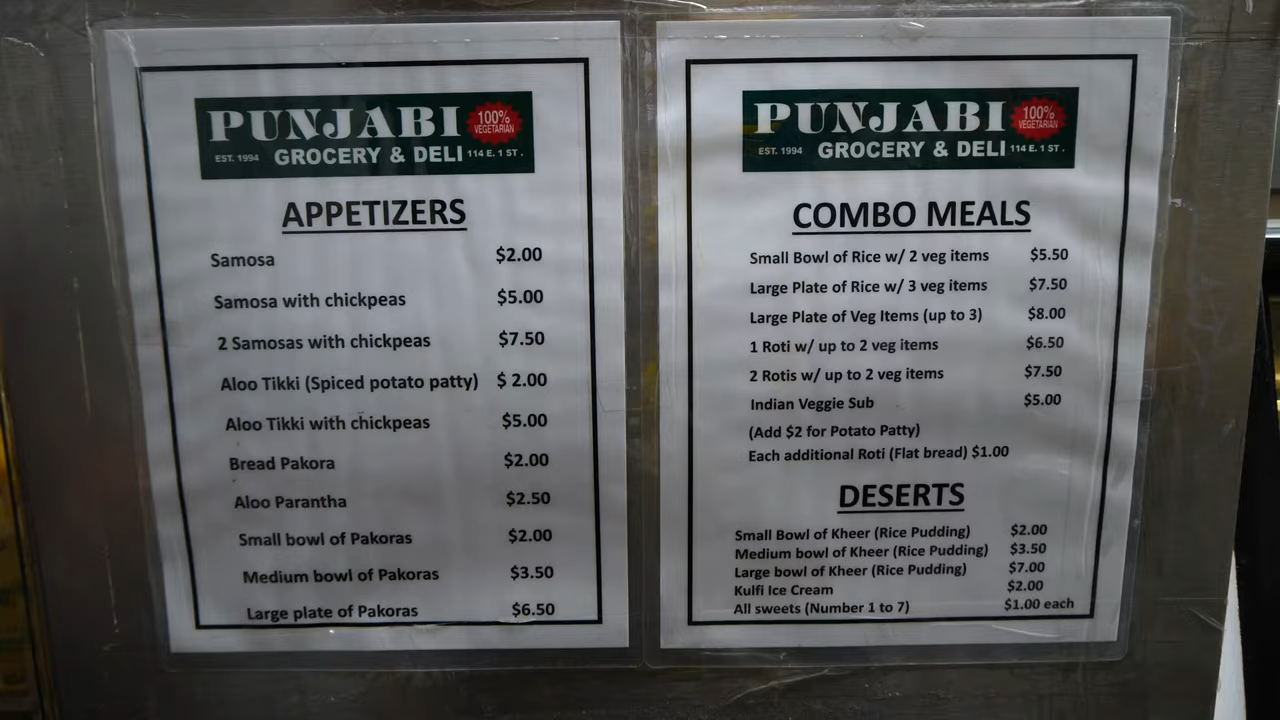 PUNJABI
100%
VEGETARIAN
EST. 1994 GROCERY & DELI 114 E. 1 ST .
APPETIZERS
Samosa $2.00
Samosa with chickpeas $5.00
2 Samosas with chickpeas $7.50
Aloo Tikki (Spiced potato patty) $ 2.00
Aloo Tikki with chickpeas $5.00
Bread Pakora $2.00
Aloo Parantha $2.50
Small bowl of Pakoras $2.00
Medium bowl of Pakoras $3.50
Large plate of Pakoras $6.50
PUNJABI
100%
VEGETARIAN
EST. 1994 GROCERY & DELI 114 E. 1 ST .
COMBO MEALS
Small Bowl of Rice w/ 2 veg items $5.50
Large Plate of Rice w/ 3 veg items $7.50
Large Plate of Veg Items (up to 3) $8.00
1 Roti w/ up to 2 veg items $6.50
2 Rotis w/ up to 2 veg items $7.50
Indian Veggie Sub $5.00
(Add $2 for Potato Patty)
Each additional Roti (Flat bread) $1.00
DESERTS
Small Bowl of Kheer (Rice Pudding) $2.00
Medium bowl of Kheer (Rice Pudding) $3.50
Large bowl of Kheer (Rice Pudding) $7.00
Kulfi Ice Cream $2.00
All sweets (Number 1 to 7) $1.00 each